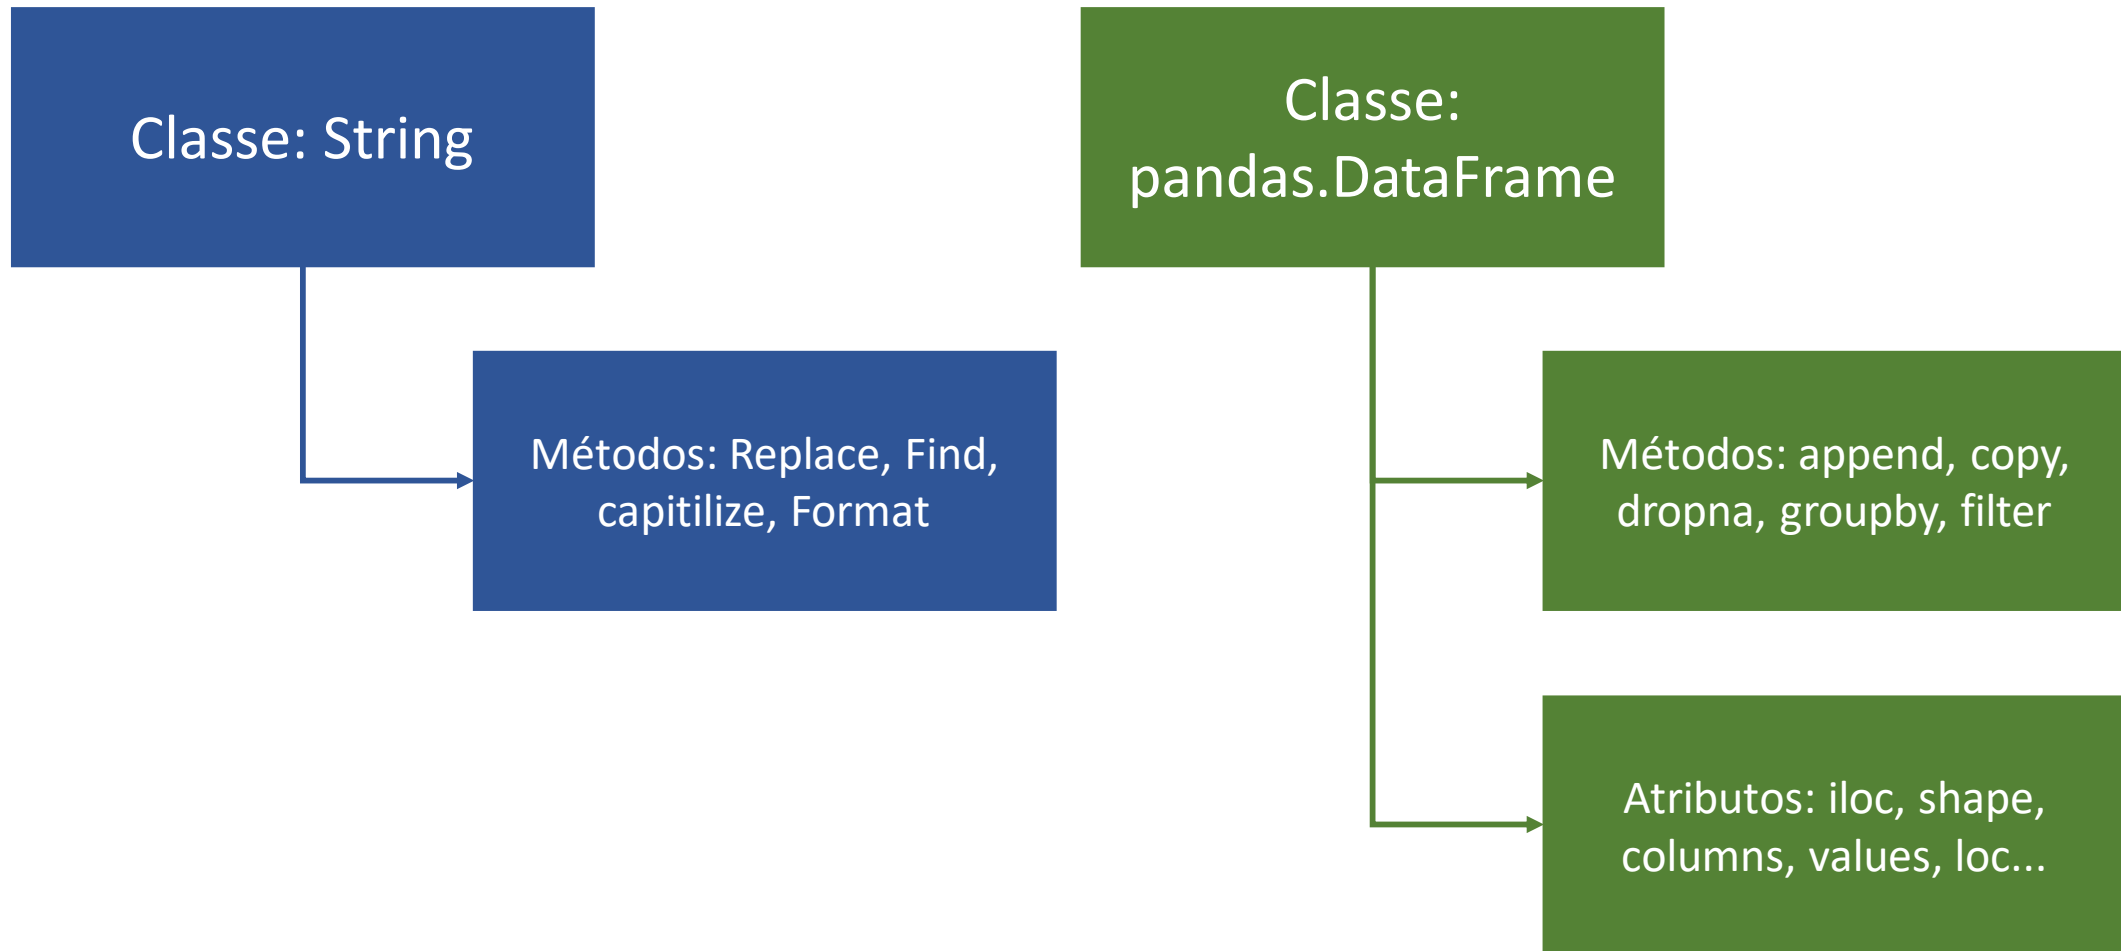 Classe: String
Métodos: Replace, Find,
capitilize, Format
Classe:
pandas.DataFrame
Métodos: append, copy,
dropna, groupby, filter
Atributos: iloc, shape,
columns, values, loc...